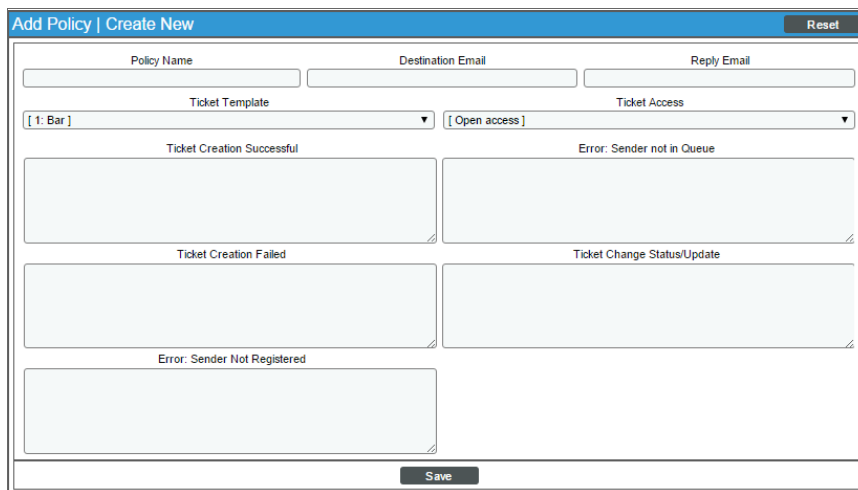 Add Policy | Create New
Reset
Policy Name
Destination Email
Reply Email
Ticket Template
Ticket Access
[ 1: Bar ]
[ Open access ]
Ticket Creation Successful
Error: Sender not in Queue
Ticket Creation Failed
Ticket Change Status/Update
Error: Sender Not Registered
Save